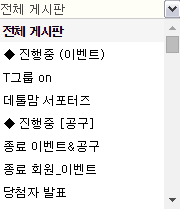 전체 게시판
전체 게시판
◆ 진행중 (이벤트)
T그룹 on
데톨맘 서포터즈
◆ 진행중 [공구]
종료 이벤트&공구
종료 회원_이벤트
당첨자 발표